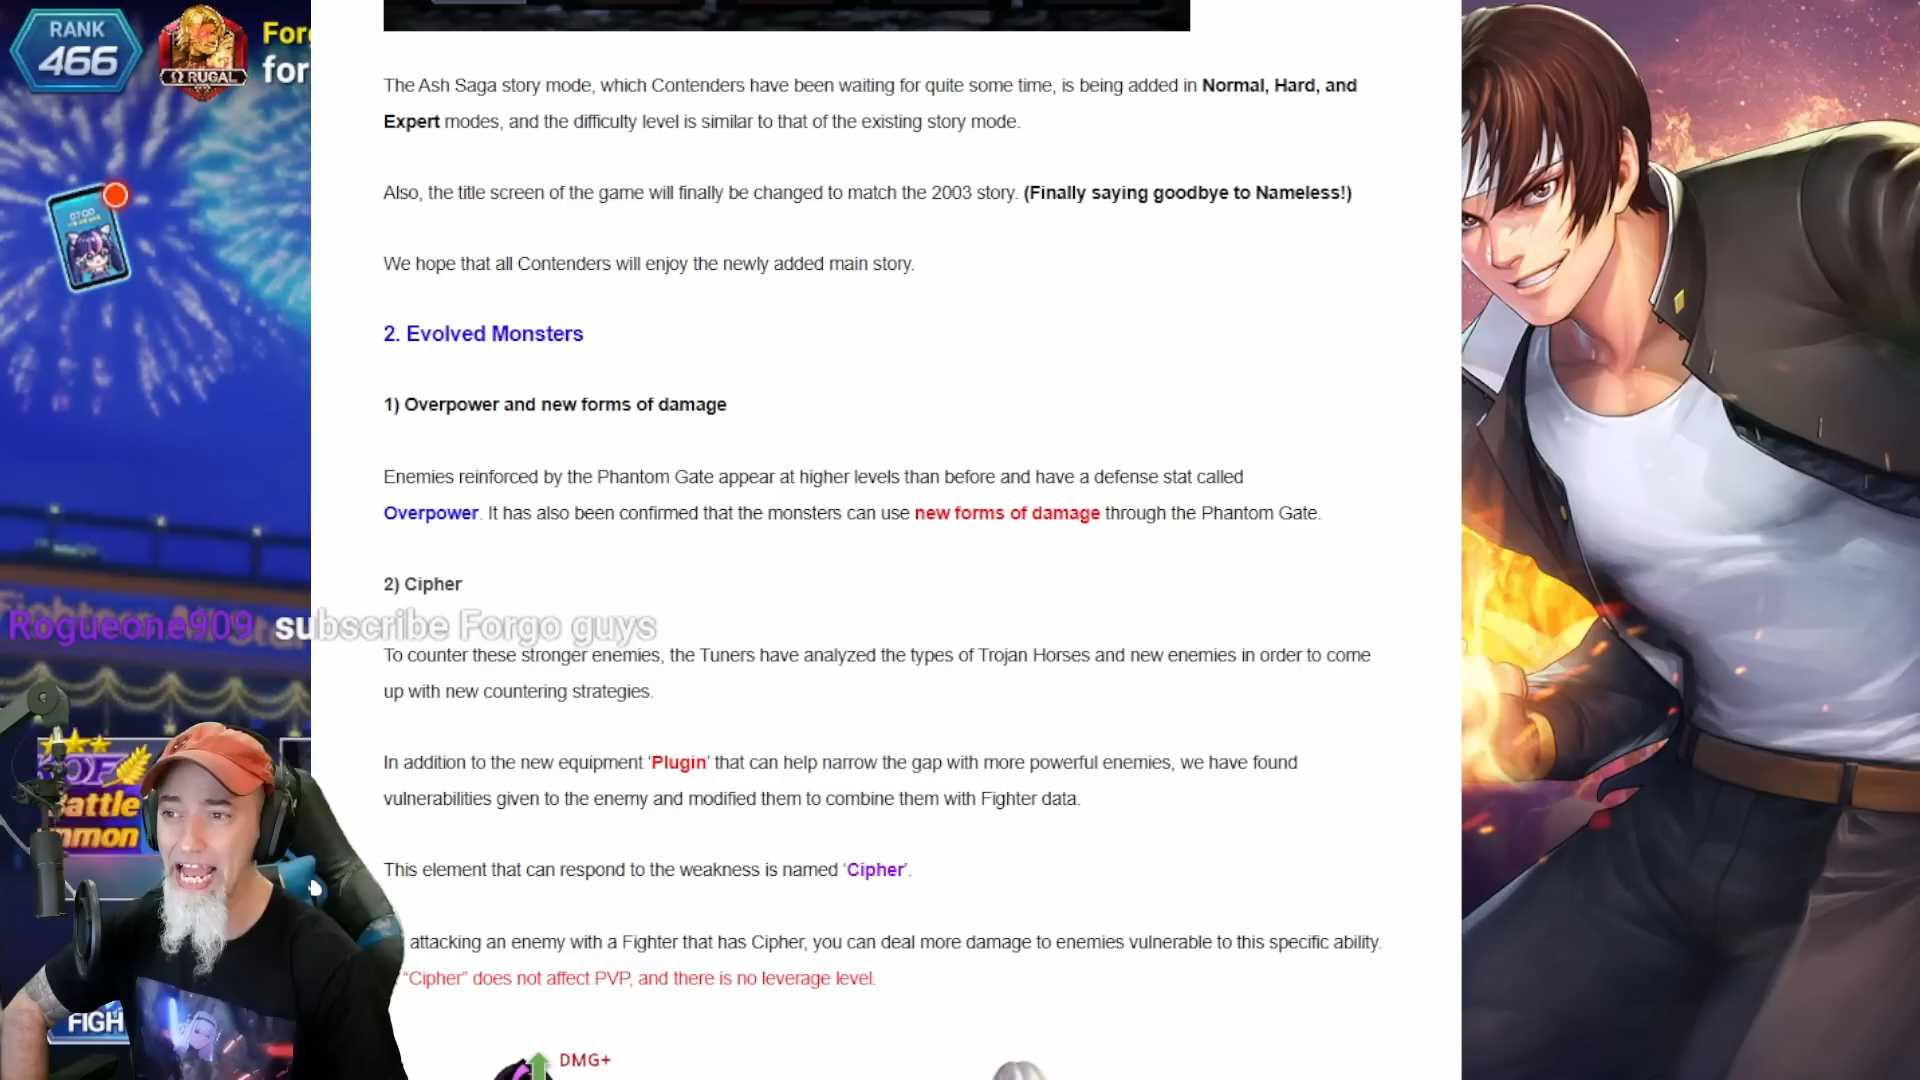 RANK
466
Ω RUGAL
for
The Ash Saga story mode, which Contenders have been waiting for quite some time, is being added in Normal, Hard, and
Expert modes, and the difficulty level is similar to that of the existing story mode.
Also, the title screen of the game will finally be changed to match the 2003 story. (Finally saying goodbye to Nameless!)
07:00
We hope that all Contenders will enjoy the newly added main story.
2. Evolved Monsters
1) Overpower and new forms of damage
Enemies reinforced by the Phantom Gate appear at higher levels than before and have a defense stat called
Overpower. It has also been confirmed that the monsters can use new forms of damage through the Phantom Gate.
2) Cipher
Rogueone909 subscribe Forgo guys
To counter these stronger enemies, the Tuners have analyzed the types of Trojan Horses and new enemies in order to come
up with new countering strategies.
In addition to the new equipment ‘Plugin’ that can help narrow the gap with more powerful enemies, we have found
vulnerabilities given to the enemy and modified them to combine them with Fighter data.
This element that can respond to the weakness is named ‘Cipher’.
attacking an enemy with a Fighter that has Cipher, you can deal more damage to enemies vulnerable to this specific ability.
“Cipher” does not affect PVP, and there is no leverage level.
FIGH
DMG+